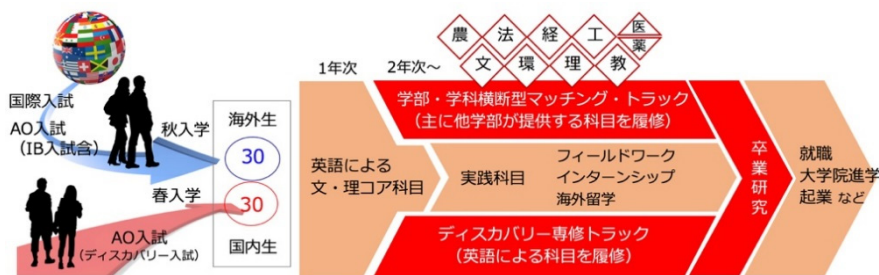 国際入試
AO入試
（IB入試含）
秋入学
春入学
AO入試
（ディスカバリー入試）
海外生
30
30
国内生
1年次
2年次～
農 法 経 工 医 薬
文 環 理 教
英語による
文・理コア科目
学部・学科横断型マッチング・トラック
（主に他学部が提供する科目を履修）
実践科目
フィールドワーク
インターンシップ
海外留学
ディスカバリー専修トラック
（英語による科目を履修）
卒業研究
就職
大学院進学
起業 など